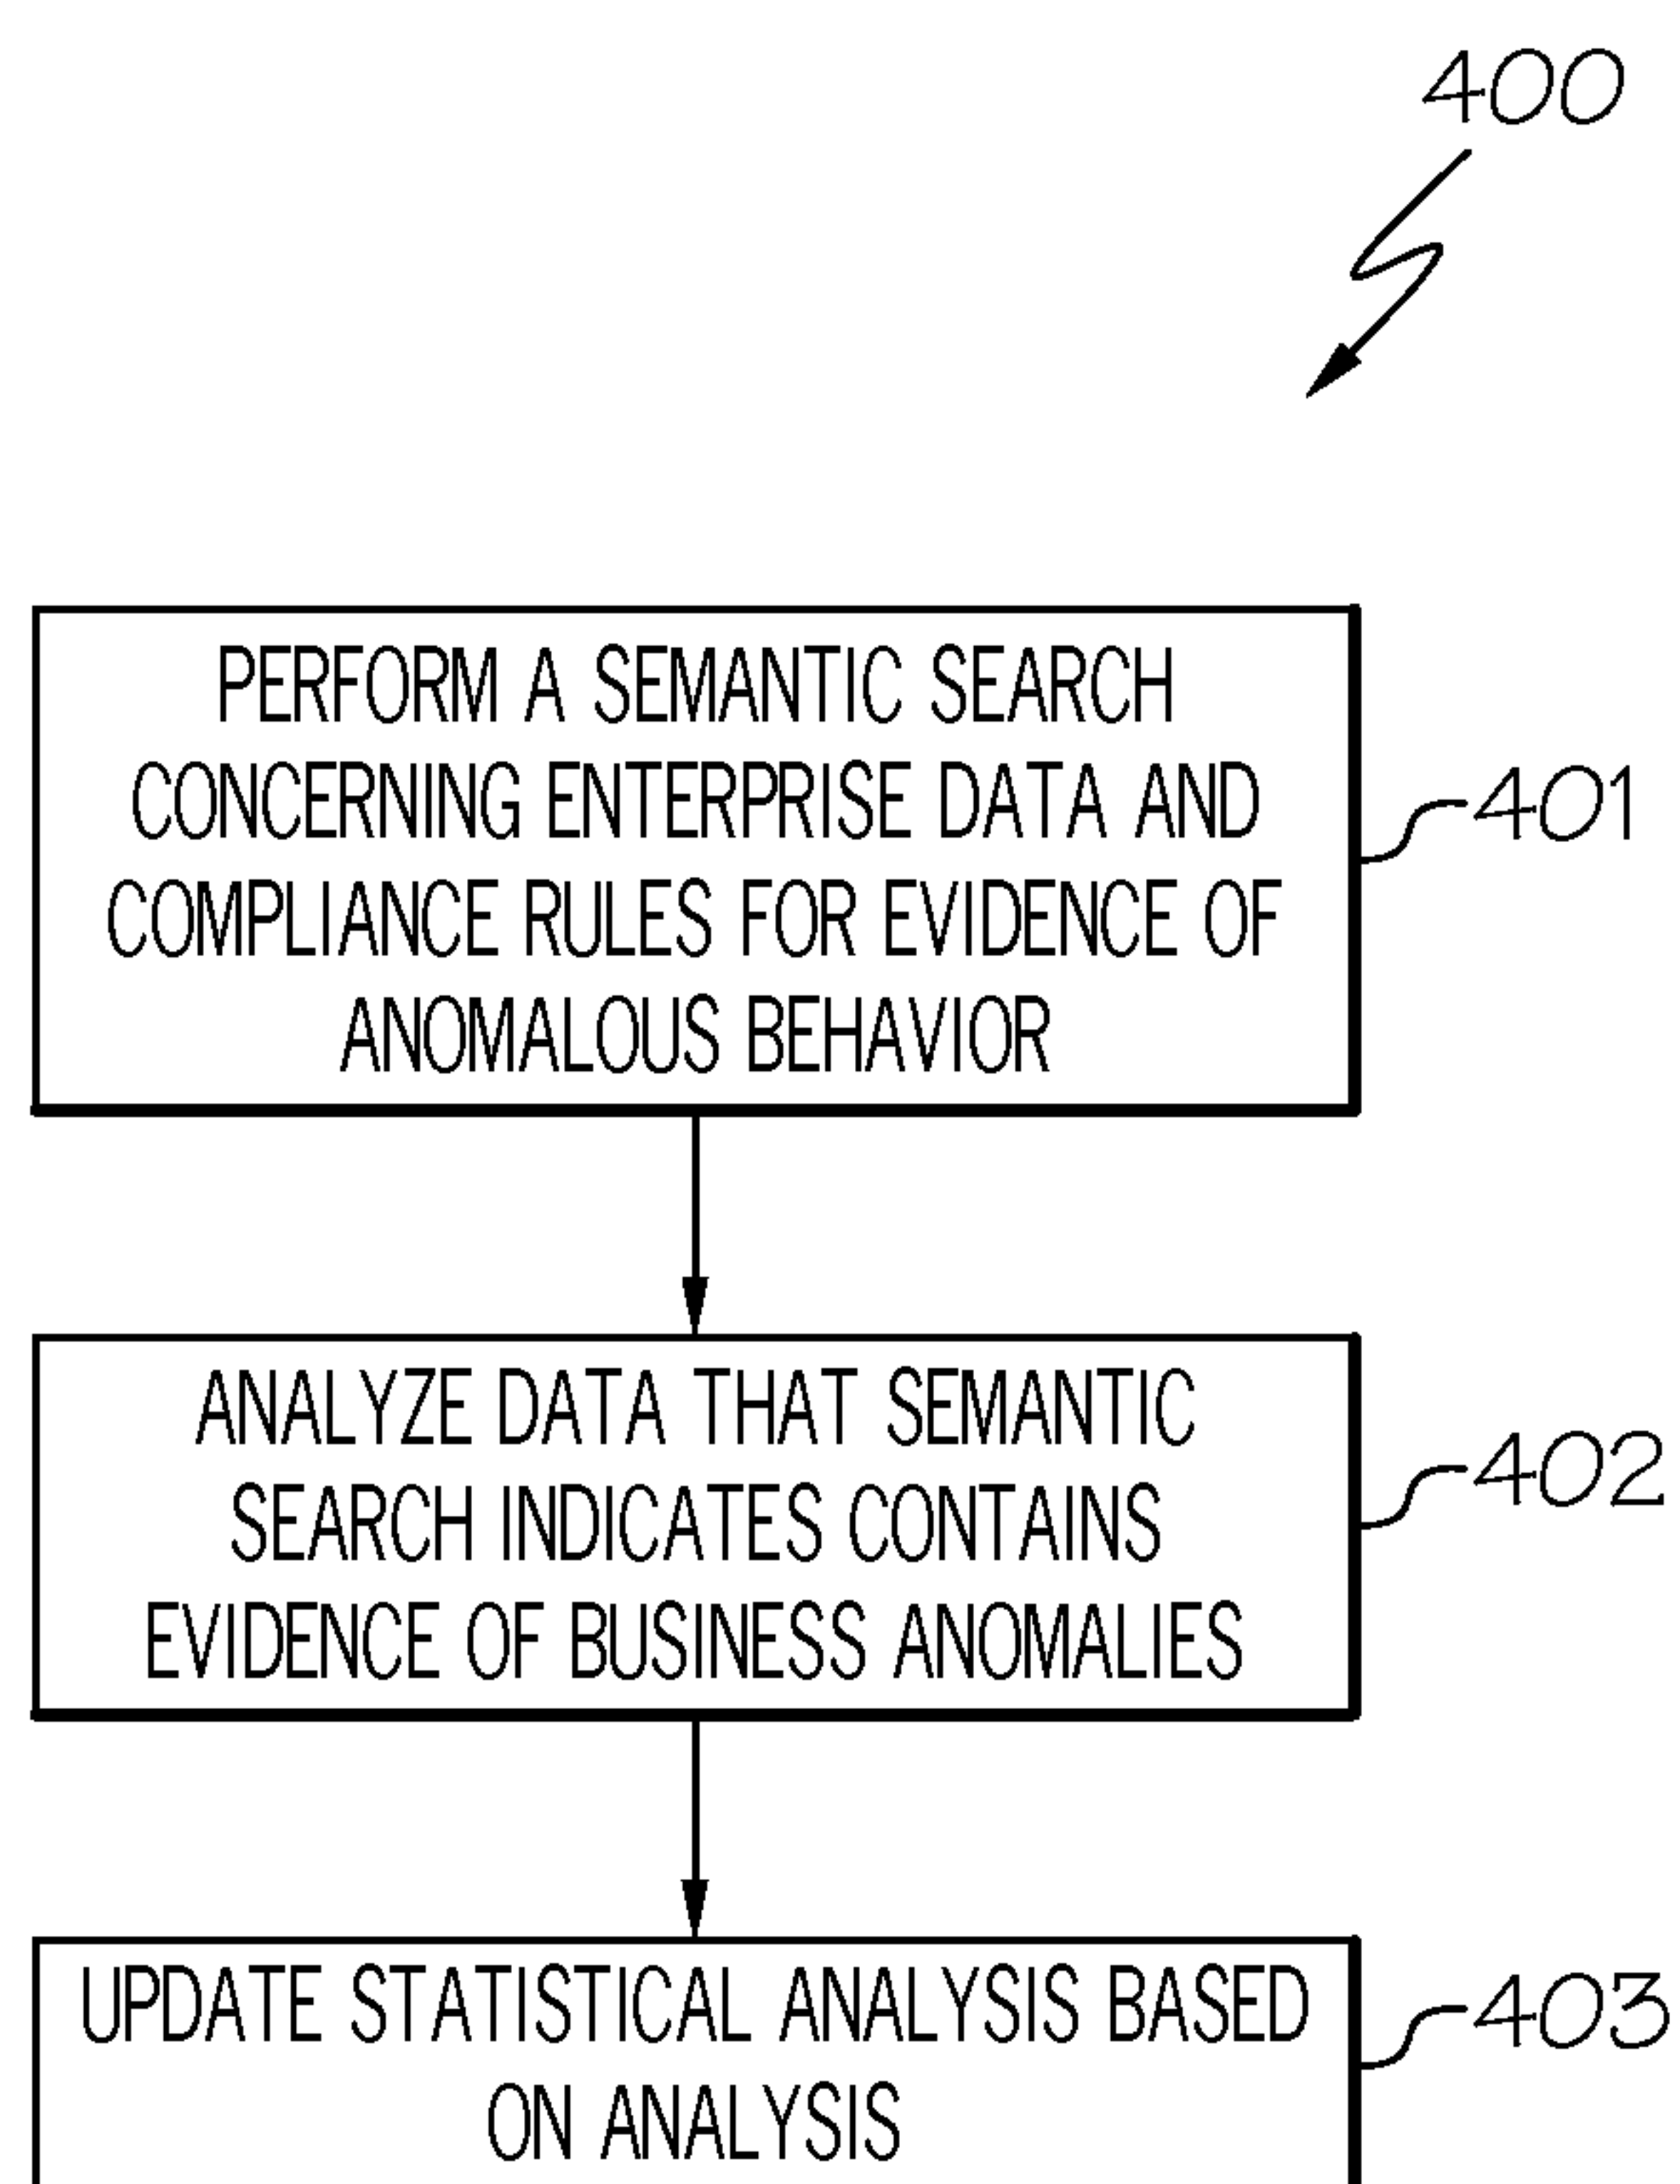 400
PERFORM A SEMANTIC SEARCH
CONCERNING ENTERPRISE DATA AND
COMPLIANCE RULES FOR EVIDENCE OF
ANOMALOUS BEHAVIOR
401
ANALYZE DATA THAT SEMANTIC
SEARCH INDICATES CONTAINS
EVIDENCE OF BUSINESS ANOMALIES
402
UPDATE STATISTICAL ANALYSIS BASED
ON ANALYSIS
403